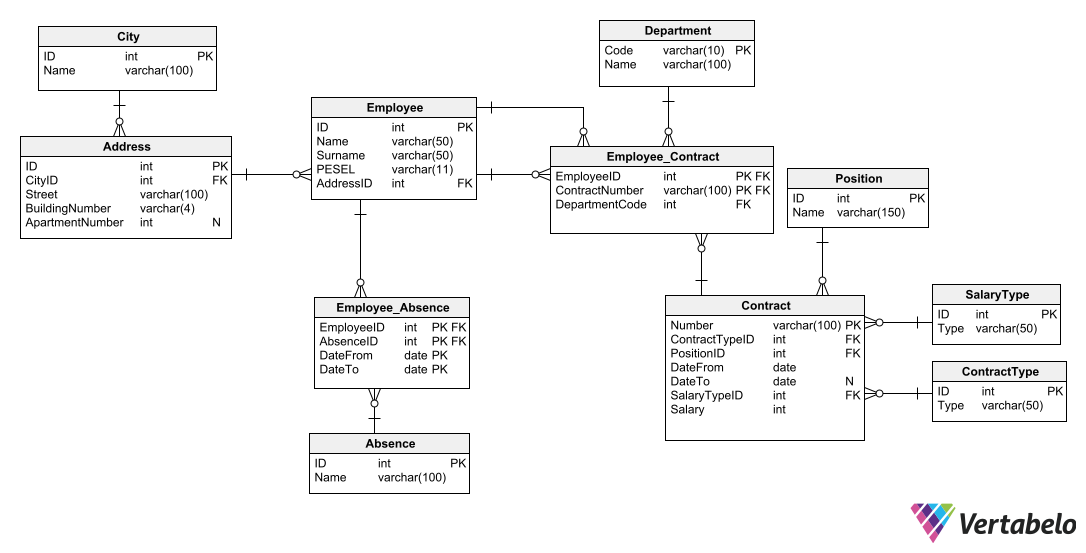 City
ID int PK
Name varchar(100)
Address
ID int PK
CityID int FK
Street varchar(100)
BuildingNumber varchar(4)
ApartmentNumber int N
Employee
ID int PK
Name varchar(50)
Surname varchar(50)
PESEL varchar(11)
AddressID int FK
Employee_Absence
EmployeeID int PK FK
AbsenceID int PK FK
DateFrom date PK
DateTo date PK
Absence
ID int PK
Name varchar(100)
Department
Code varchar(10) PK
Name varchar(100)
Employee_Contract
EmployeeID int PK FK
ContractNumber varchar(100) PK FK
DepartmentCode int FK
Position
ID int PK
Name varchar(150)
Contract
Number varchar(100) PK
ContractTypeID int FK
PositionID int FK
DateFrom date
DateTo date N
SalaryTypeID int FK
Salary int
SalaryType
ID int PK
Type varchar(50)
ContractType
ID int PK
Type varchar(50)
Vertabelo